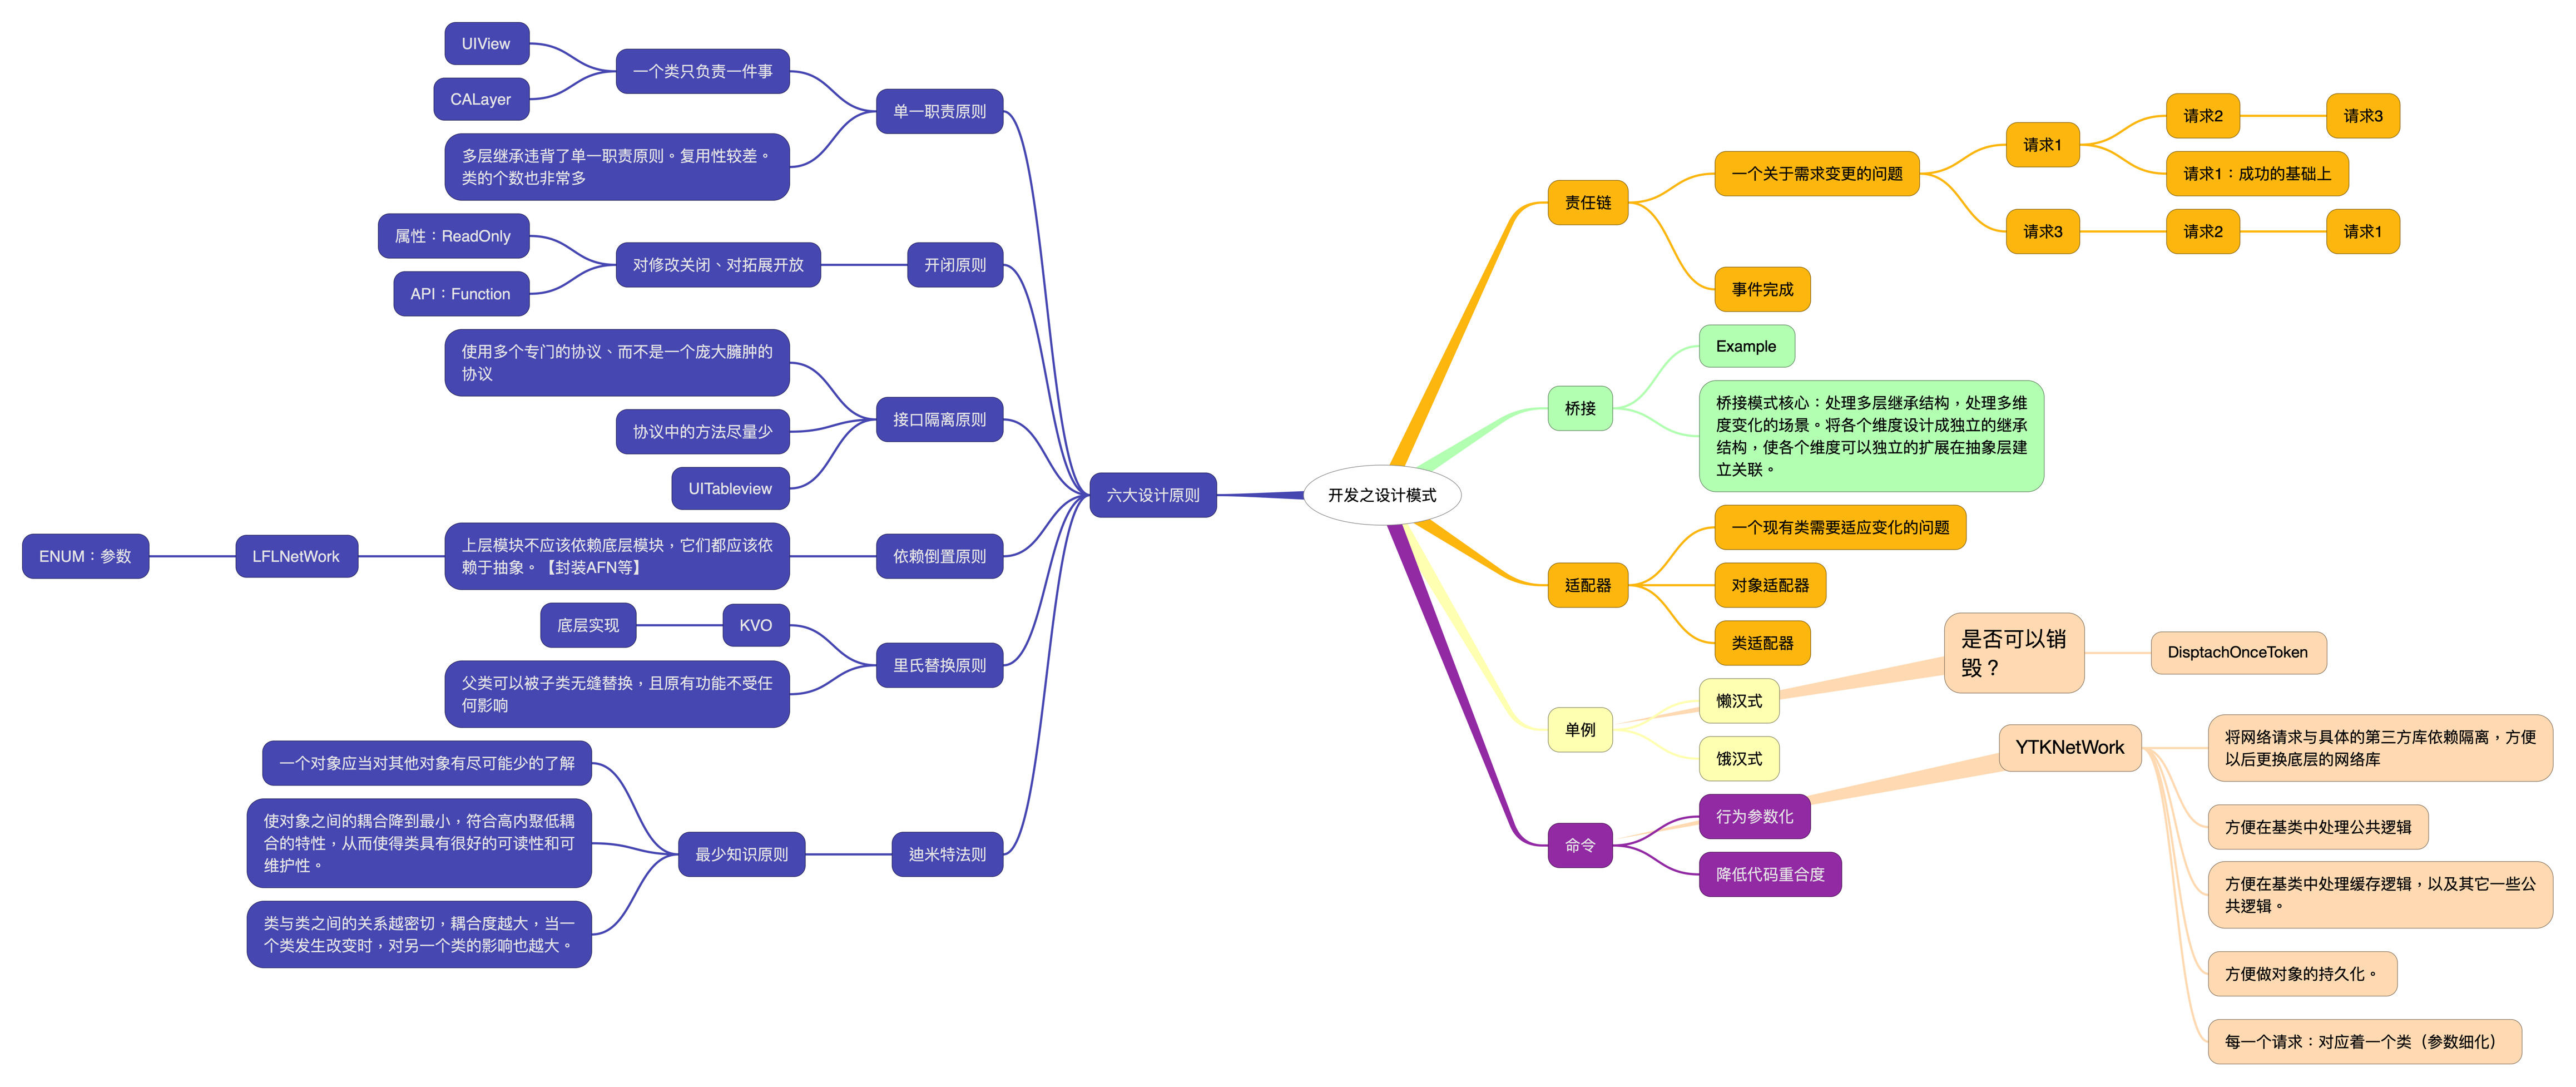 开发之设计模式
六大设计原则
单一职责原则
一个类只负责一件事
UIView
CALayer
多层继承违背了单一职责原则。复用性较差。
类的个数也非常多
开闭原则
对修改关闭、对拓展开放
属性：ReadOnly
API：Function
接口隔离原则
使用多个专门的协议、而不是一个庞大臃肿的
协议
协议中的方法尽量少
UITableview
依赖倒置原则
上层模块不应该依赖底层模块，它们都应该依
赖于抽象。【封装AFN等】
LFLNetWork
ENUM：参数
里氏替换原则
KVO
底层实现
父类可以被子类无缝替换，且原有功能不受任
何影响
迪米特法则
最少知识原则
一个对象应当对其他对象有尽可能少的了解
使对象之间的耦合降到最小，符合高内聚低耦
合的特性，从而使得类具有很好的可读性和可
维护性。
类与类之间的关系越密切，耦合度越大，当一
个类发生改变时，对另一个类的影响也越大。
责任链
一个关于需求变更的问题
请求1
请求2
请求3
请求1：成功的基础上
请求3
请求2
请求1
事件完成
桥接
Example
桥接模式核心：处理多层继承结构，处理多维
度变化的场景。将各个维度设计成独立的继承
结构，使各个维度可以独立的扩展在抽象层建
立关联。
适配器
一个现有类需要适应变化的问题
对象适配器
类适配器
单例
懒汉式
饿汉式
是否可以销
毁？
DisptachOnceToken
命令
行为参数化
降低代码重合度
YTKNetWork
将网络请求与具体的第三方库依赖隔离，方便
以后更换底层的网络库
方便在基类中处理公共逻辑
方便在基类中处理缓存逻辑，以及其它一些公
共逻辑。
方便做对象的持久化。
每一个请求：对应着一个类（参数细化）